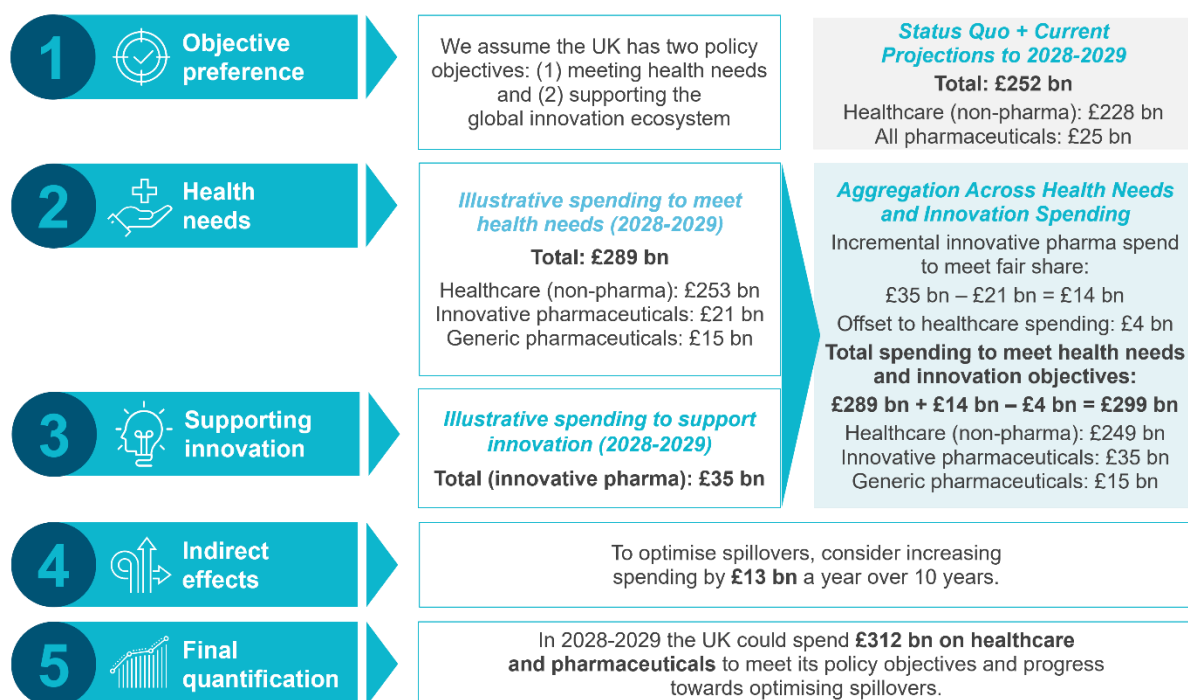 1
Objective
preference
We assume the UK has two policy
objectives: (1) meeting health needs
and (2) supporting the
global innovation ecosystem
Status Quo + Current
Projections to 2028-2029
Total: £252 bn
Healthcare (non-pharma): £228 bn
All pharmaceuticals: £25 bn
2
Health
needs
Illustrative spending to meet
health needs (2028-2029)
Total: £289 bn
Healthcare (non-pharma): £253 bn
Innovative pharmaceuticals: £21 bn
Generic pharmaceuticals: £15 bn
3
Supporting
innovation
Illustrative spending to support
innovation (2028-2029)
Total (innovative pharma): £35 bn
Aggregation Across Health Needs
and Innovation Spending
Incremental innovative pharma spend
to meet fair share:
£35 bn – £21 bn = £14 bn
Offset to healthcare spending: £4 bn
Total spending to meet health needs
and innovation objectives:
£289 bn + £14 bn – £4 bn = £299 bn
Healthcare (non-pharma): £249 bn
Innovative pharmaceuticals: £35 bn
Generic pharmaceuticals: £15 bn
4
Indirect
effects
To optimise spillovers, consider increasing
spending by £13 bn a year over 10 years.
5
Final
quantification
In 2028-2029 the UK could spend £312 bn on healthcare
and pharmaceuticals to meet its policy objectives and progress
towards optimising spillovers.